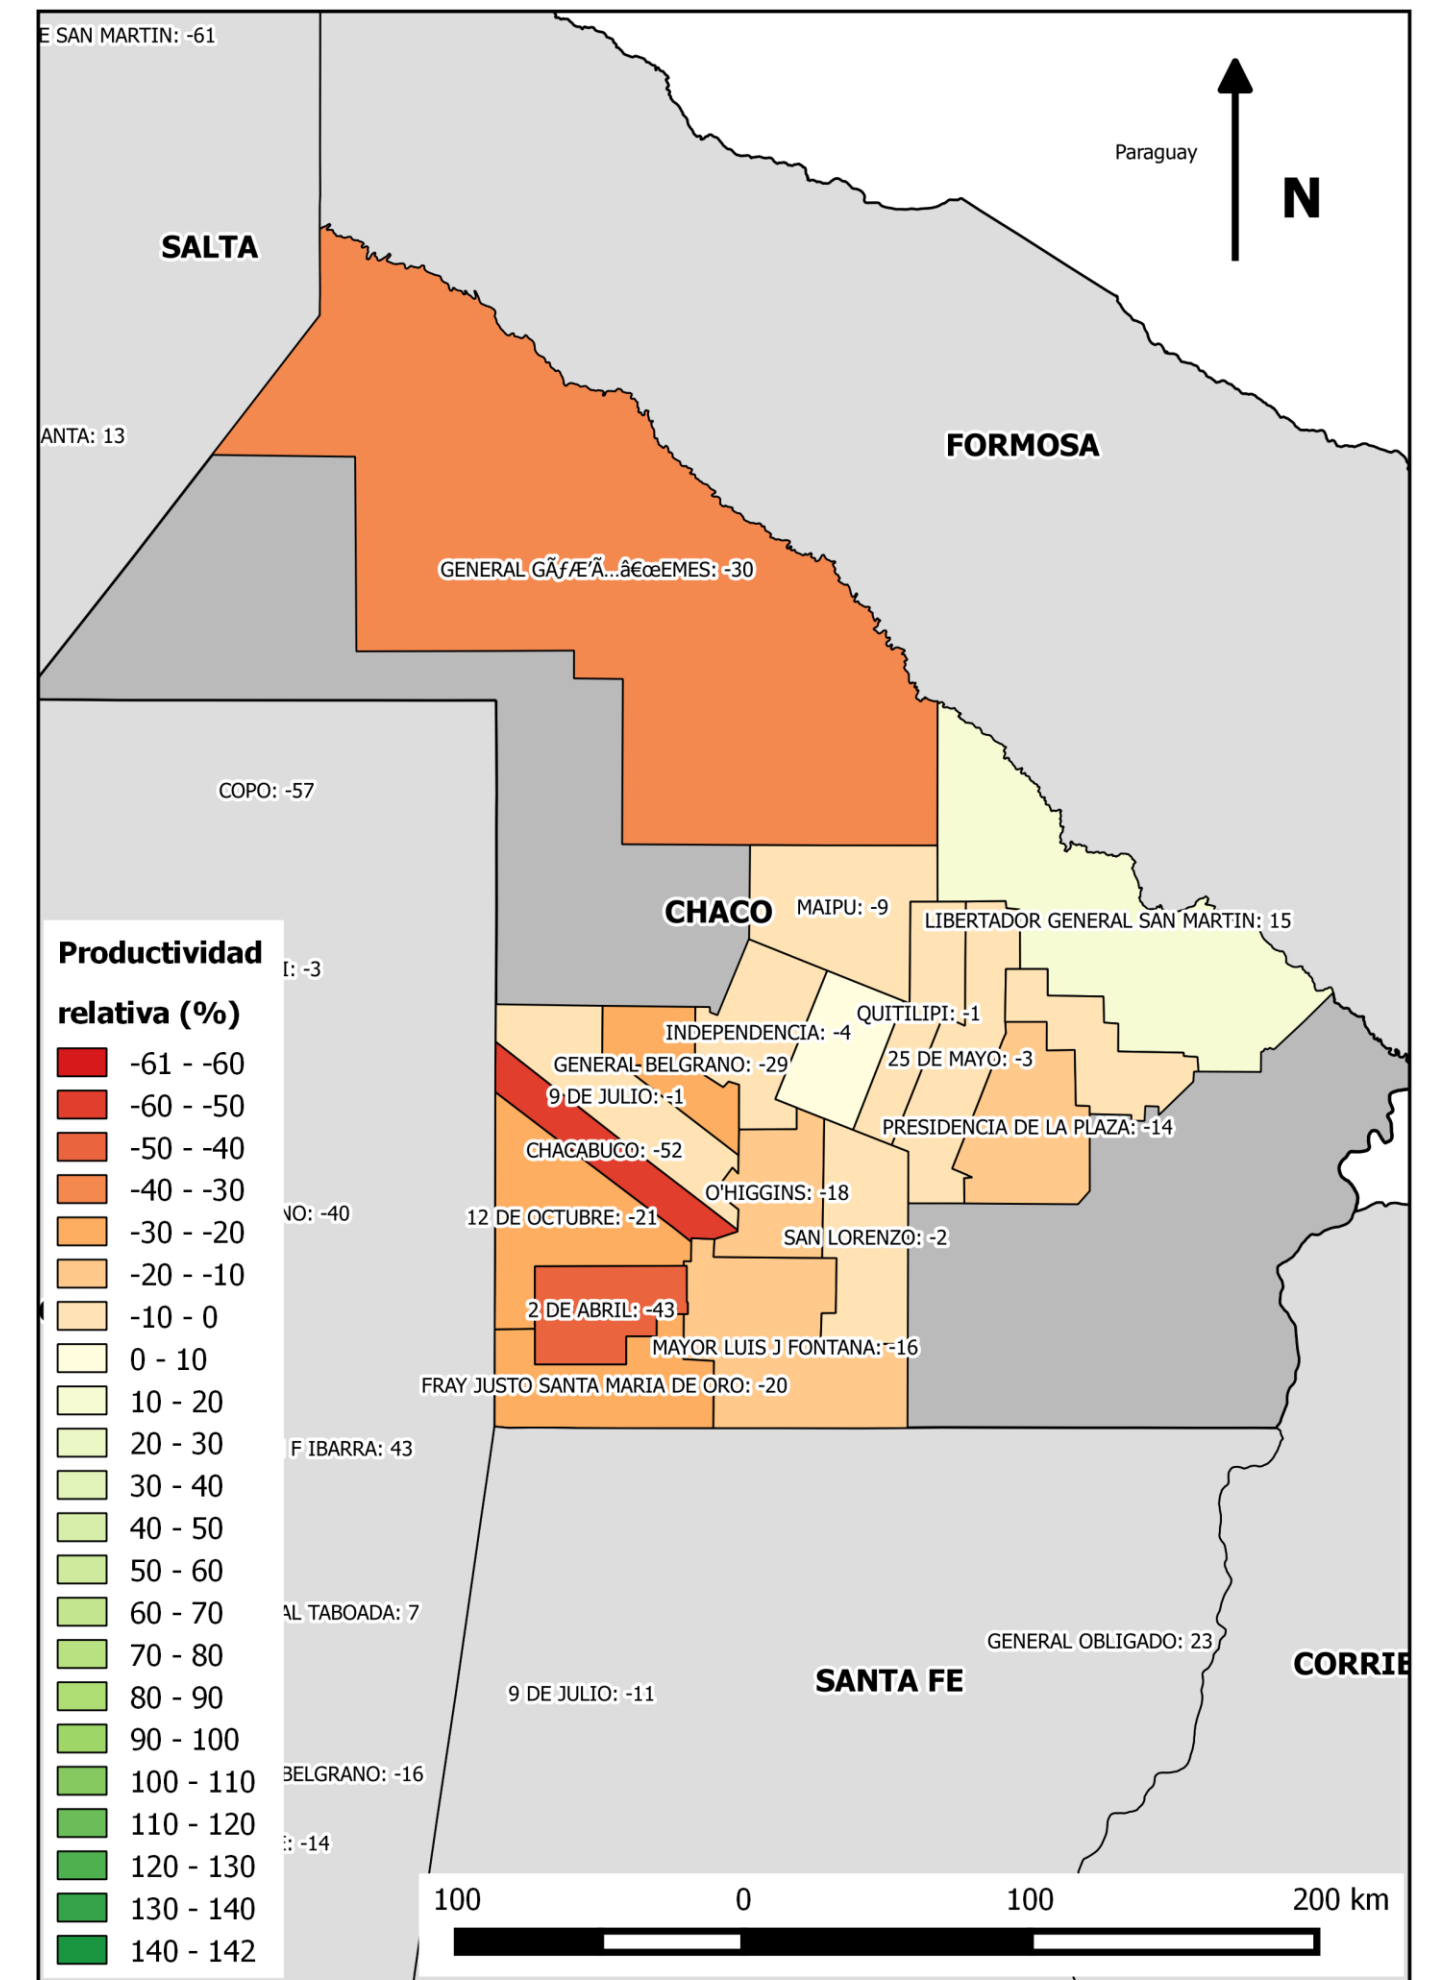 E SAN MARTIN: -61
Paraguay
N
SALTA
ANTA: 13
FORMOSA
GENERAL GÃƒÆ’Ã…â€œEMES: -30
COPO: -57
CHACO
MAIPU: -9
LIBERTADOR GENERAL SAN MARTIN: 15
I: -3
QUITILIPI: -1
INDEPENDENCIA: -4
25 DE MAYO: -3
GENERAL BELGRANO: -29
9 DE JULIO: -1
PRESIDENCIA DE LA PLAZA: -14
CHACABUCO: -52
O'HIGGINS: -18
NO: -40
12 DE OCTUBRE: -21
SAN LORENZO: -2
2 DE ABRIL: -43
MAYOR LUIS J FONTANA: -16
FRAY JUSTO SANTA MARIA DE ORO: -20
F IBARRA: 43
AL TABOADA: 7
GENERAL OBLIGADO: 23
SANTA FE
CORRIE
9 DE JULIO: -11
BELGRANO: -16
E: -14
Productividad
relativa (%)
-61 - -60
-60 - -50
-50 - -40
-40 - -30
-30 - -20
-20 - -10
-10 - 0
0 - 10
10 - 20
20 - 30
30 - 40
40 - 50
50 - 60
60 - 70
70 - 80
80 - 90
90 - 100
100 - 110
110 - 120
120 - 130
130 - 140
140 - 142
100 0 100 200 km